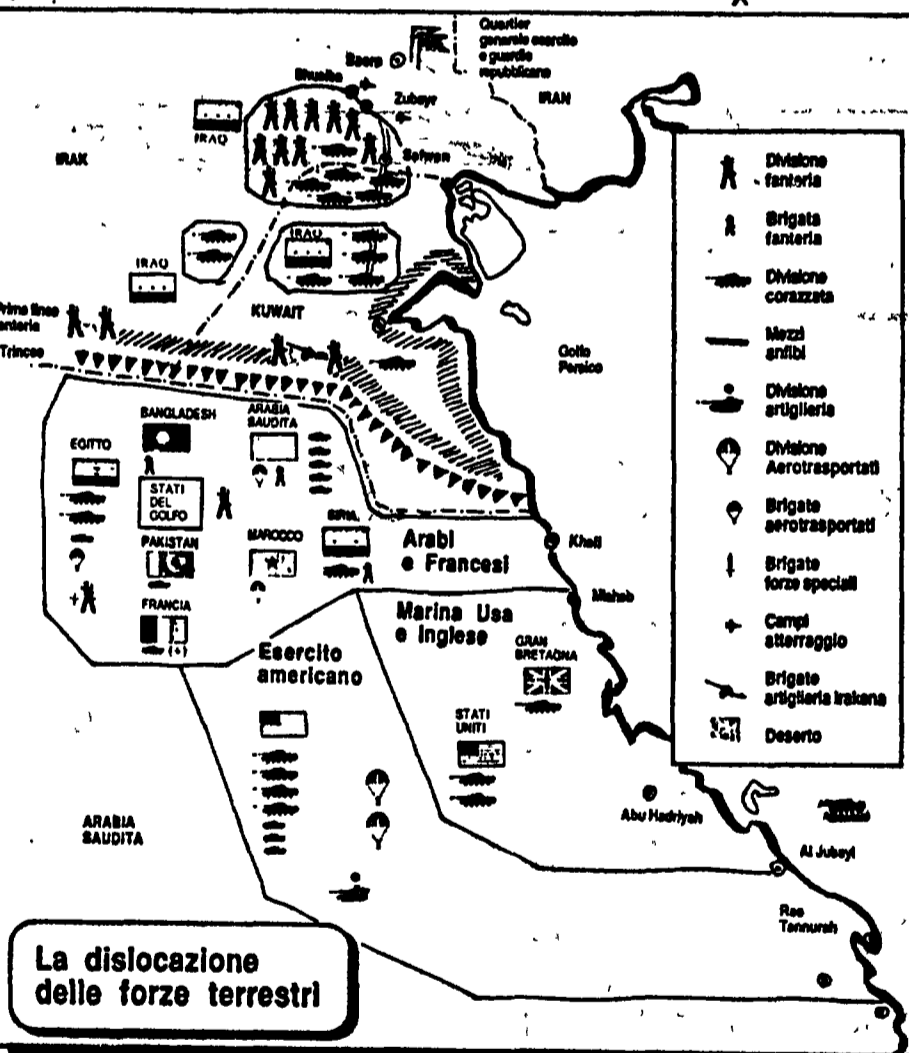 Quartier
generale esercito
e guardie
repubblicane
Shuaiba
Zubayr
IRAN
IRAQ
IRAK
Safwan
IRAQ
IRAQ
KUWAIT
Prima linea
fanteria
Trincee
Golfo
Persico
BANGLADESH
ARABIA
SAUDITA
EGITTO
STATI
DEL
GOLFO
PAKISTAN
MAROCCO
SIRIA
FRANCIA
(+)
+
Arabi
e Francesi
Khafi
Mishab
Marina Usa
e Inglese
Esercito
americano
GRAN
BRETAGNA
STATI
UNITI
ARABIA
SAUDITA
Abu Hadriyah
Al Jubayl
Ras
Tannurah
La dislocazione
delle forze terrestri
Divisione
fanteria
Brigata
fanteria
Divisione
corazzata
Mezzi
anfibi
Divisione
artiglieria
Divisione
Aerotrasportati
Brigate
aerotrasportati
Brigate
forze speciali
Campi
atterraggio
Brigate
artiglieria irakena
Deserto